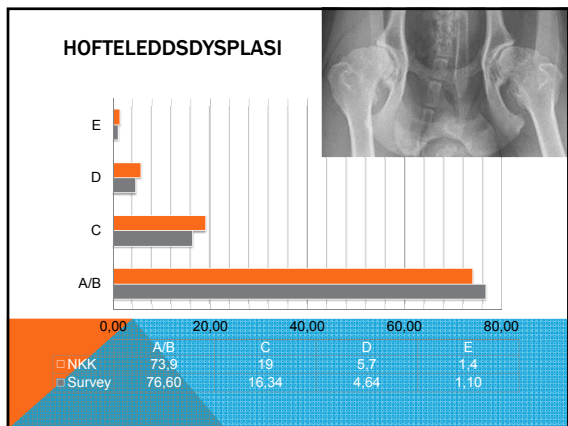 HOFTELEDDSDYSPLASI
E
D
C
A/B
0,00 20,00 40,00 60,00 80,00
A/B C D E
NKK 73,9 19 5,7 1,4
Survey 76,60 16,34 4,64 1,10